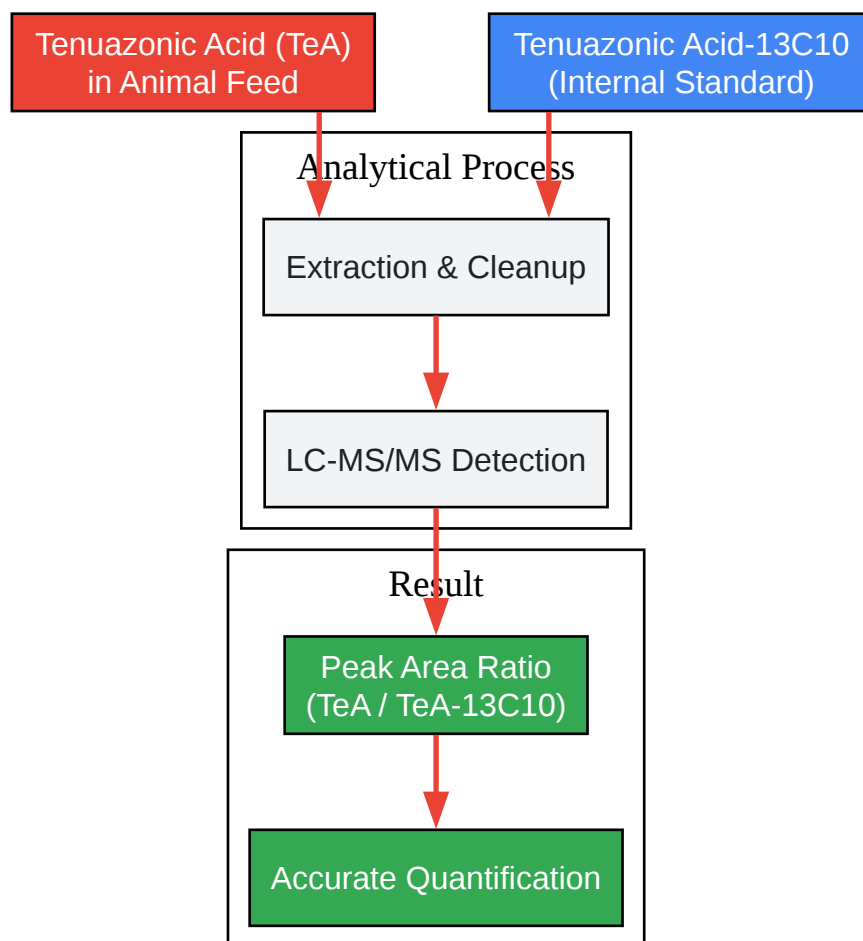 Tenuazonic Acid (TeA)
in Animal Feed
Tenuazonic Acid-13C10
(Internal Standard)
Analytical Process
Extraction & Cleanup
LC-MS/MS Detection
Result
Peak Area Ratio
(TeA / TeA-13C10)
Accurate Quantification